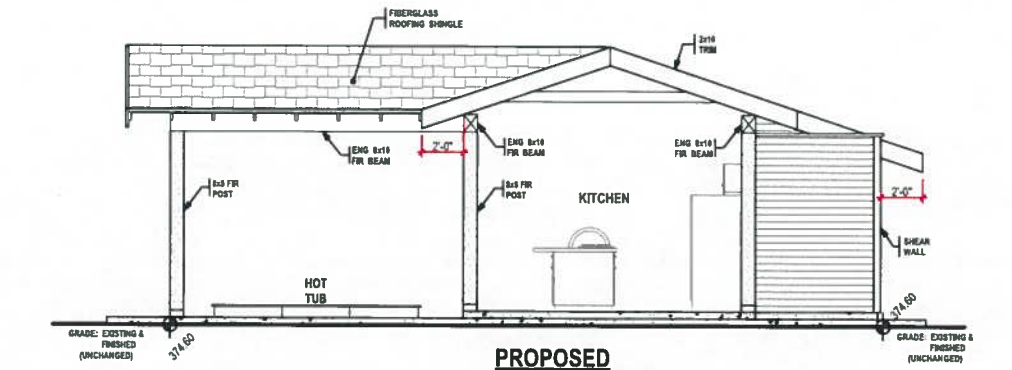 FIBERGLASS
ROOFING SHINGLE
2x10
TRIM
ENG 8x10
FIR BEAM
2'-0"
ENG 8x10
FIR BEAM
ENG 8x10
FIR BEAM
8x8 FIR
POST
8x8 FIR
POST
KITCHEN
2'-0"
SHEAR
WALL
HOT
TUB
374.60
374.60
GRADE: EXISTING &
FINISHED
(UNCHANGED)
GRADE: EXISTING &
FINISHED
(UNCHANGED)
PROPOSED